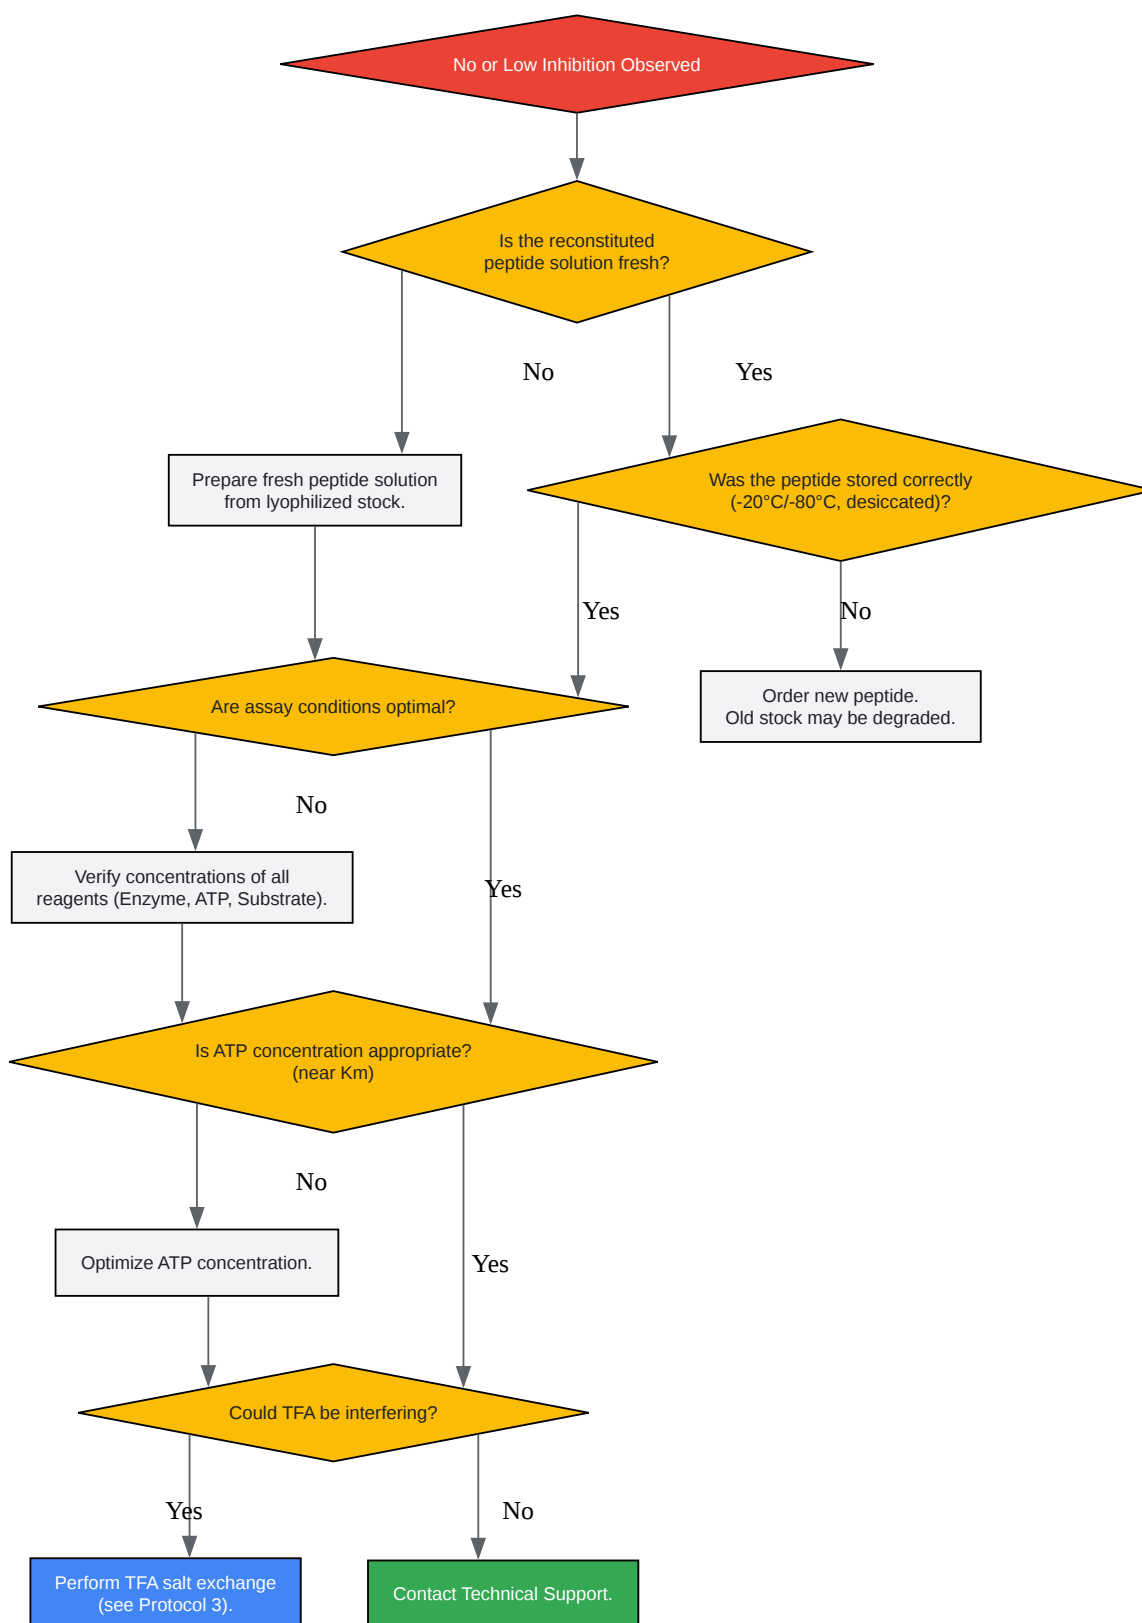 No or Low Inhibition Observed
Is the reconstituted
peptide solution fresh?
No
Yes
Prepare fresh peptide solution
from lyophilized stock.
Was the peptide stored correctly
(-20°C/-80°C, desiccated)?
Yes
No
Order new peptide.
Old stock may be degraded.
Are assay conditions optimal?
No
Verify concentrations of all
reagents (Enzyme, ATP, Substrate).
Yes
Is ATP concentration appropriate?
(near Km)
No
Optimize ATP concentration.
Yes
Could TFA be interfering?
Yes
No
Perform TFA salt exchange
(see Protocol 3).
Contact Technical Support.